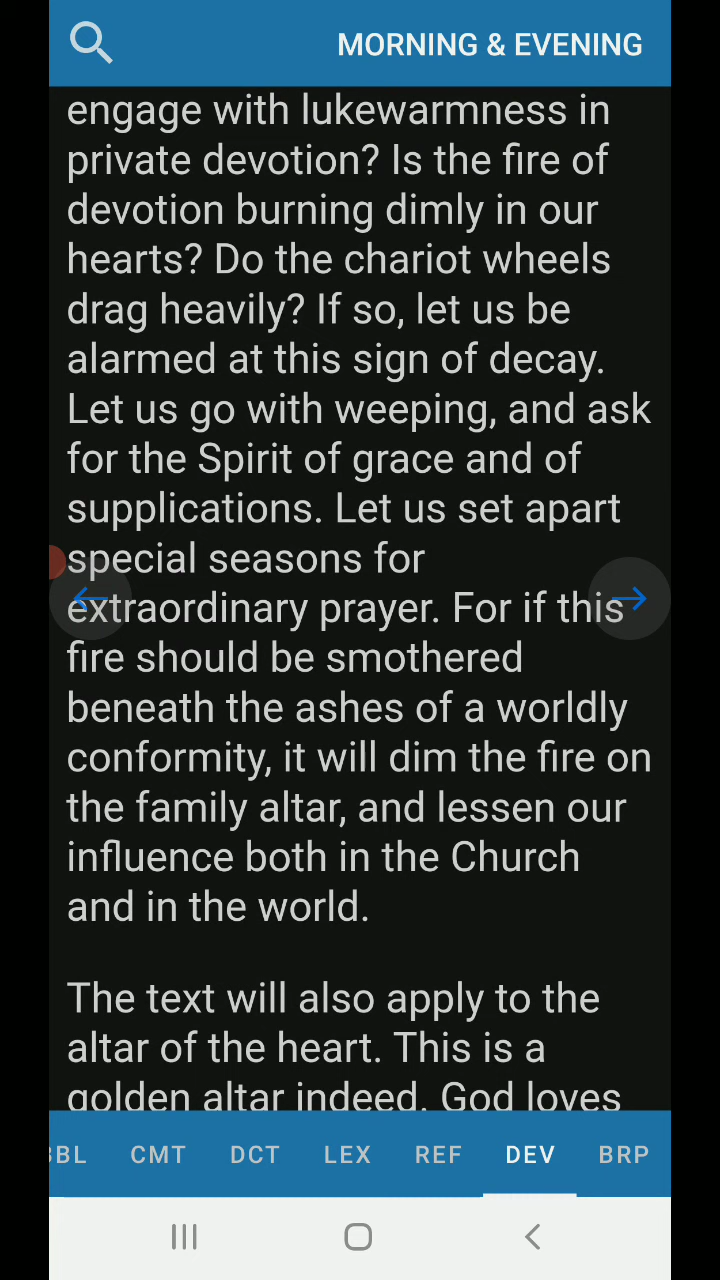 MORNING & EVENING
engage with lukewarmness in
private devotion? Is the fire of
devotion burning dimly in our
hearts? Do the chariot wheels
drag heavily? If so, let us be
alarmed at this sign of decay.
Let us go with weeping, and ask
for the Spirit of grace and of
supplications. Let us set apart
special seasons for
extraordinary prayer. For if this
fire should be smothered
beneath the ashes of a worldly
conformity, it will dim the fire on
the family altar, and lessen our
influence both in the Church
and in the world.
The text will also apply to the
altar of the heart. This is a
golden altar indeed. God loves
BBL CMT DCT LEX REF DEV BRP